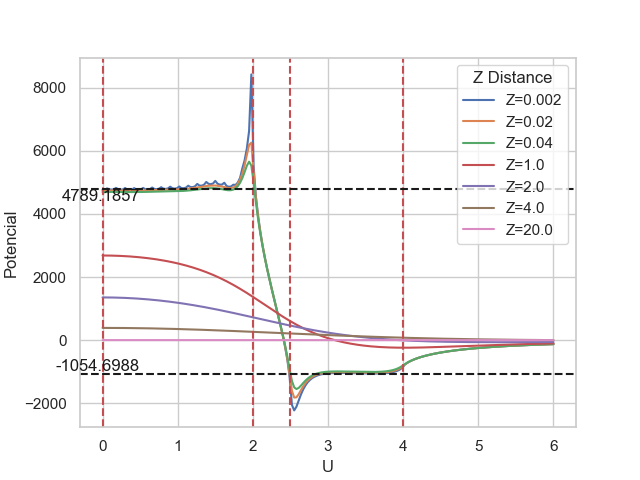 Z Distance
Z=0.002
Z=0.02
Z=0.04
Z=1.0
Z=2.0
Z=4.0
Z=20.0
8000
6000
4000
2000
0
−2000
4789.1857
-1054.6988
Potencial
0
1
2
3
4
5
6
U